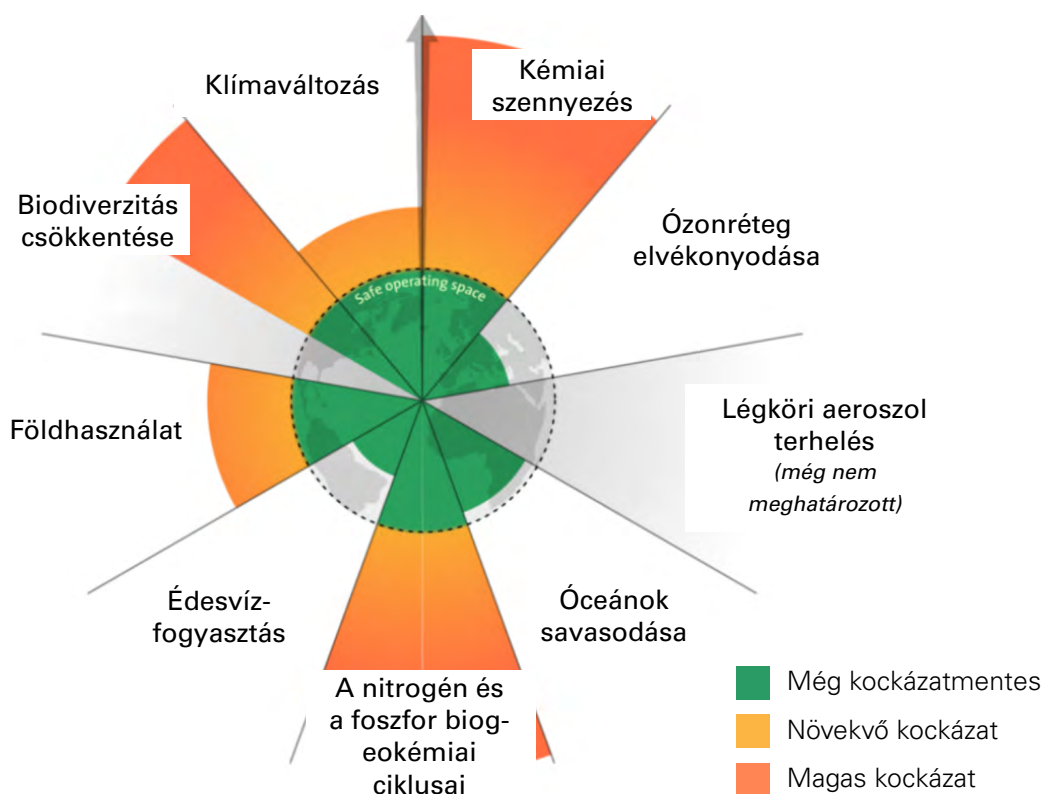 Klímaváltozás
Kémiai
szennyezés
Biodiverzitás
csökkentése
Ózonréteg
elvékonyodása
Safe operating space
Földhasználat
Légköri aeroszol
terhelés
(még nem
meghatározott)
Édesvíz-
fogyasztás
Óceánok
savasodása
A nitrogén és
a foszfor biog-
eokémiai
ciklusai
Még kockázatmentes
Növekvő kockázat
Magas kockázat